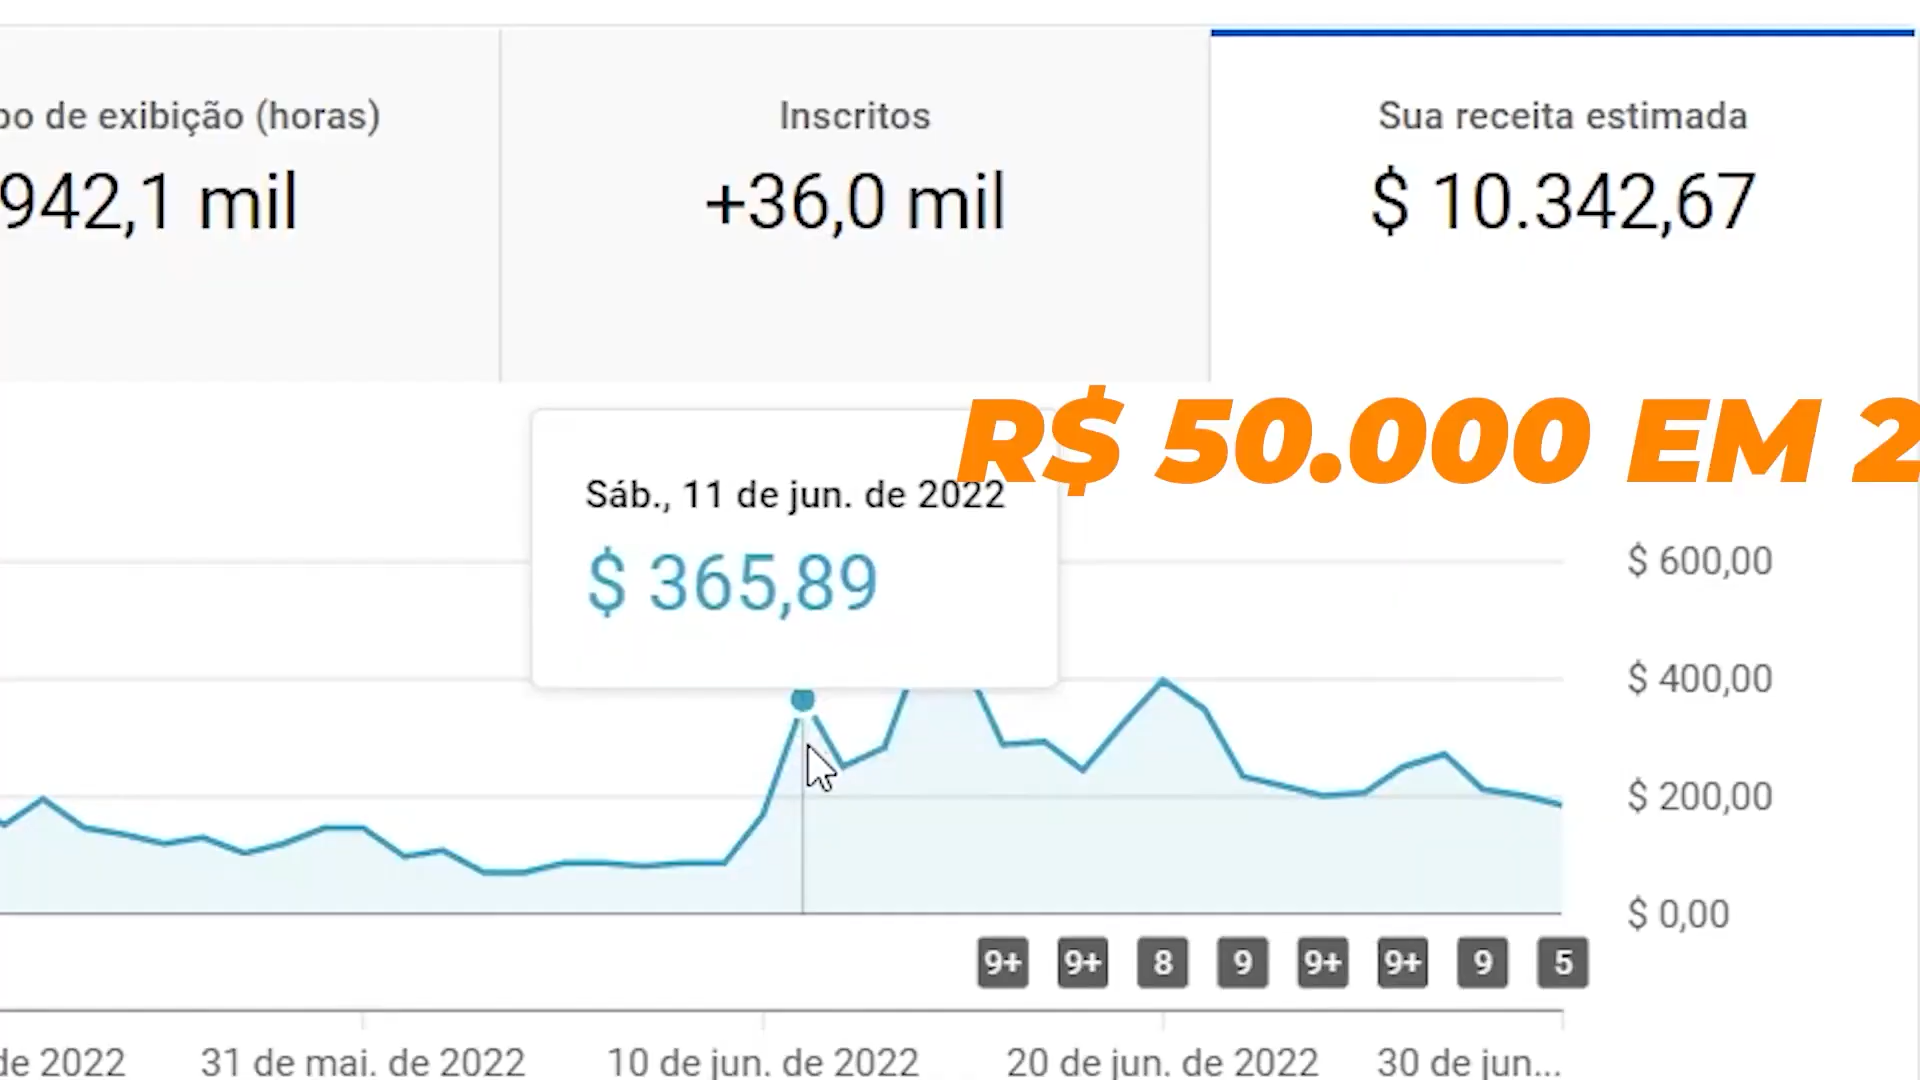 po de exibição (horas)
942,1 mil
Inscritos
+36,0 mil
Sua receita estimada
$ 10.342,67
R$ 50.000 EM 2
Sáb., 11 de jun. de 2022
$ 365,89
$ 600,00
$ 400,00
$ 200,00
$ 0,00
9+ 9+ 8 9 9+ 9+ 9 5
de 2022 31 de mai. de 2022 10 de jun. de 2022 20 de jun. de 2022 30 de jun...